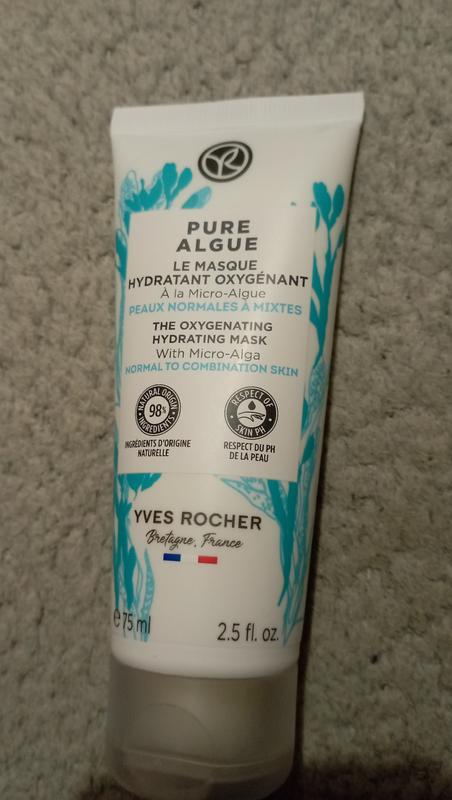 YR
PURE
ALGUE
LE MASQUE
HYDRATANT OXYGÉNANT
À la Micro-Algue
PEAUX NORMALES À MIXTES
THE OXYGENATING
HYDRATING MASK
With Micro-Alga
NORMAL TO COMBINATION SKIN
NATURAL ORIGIN
98%
INGREDIENTS
INGRÉDIENTS D'ORIGINE
NATURELLE
RESPECT OF
SKIN PH
RESPECT DU PH
DE LA PEAU
YVES ROCHER
Bretagne, France
e 75 ml
2.5 fl. oz.